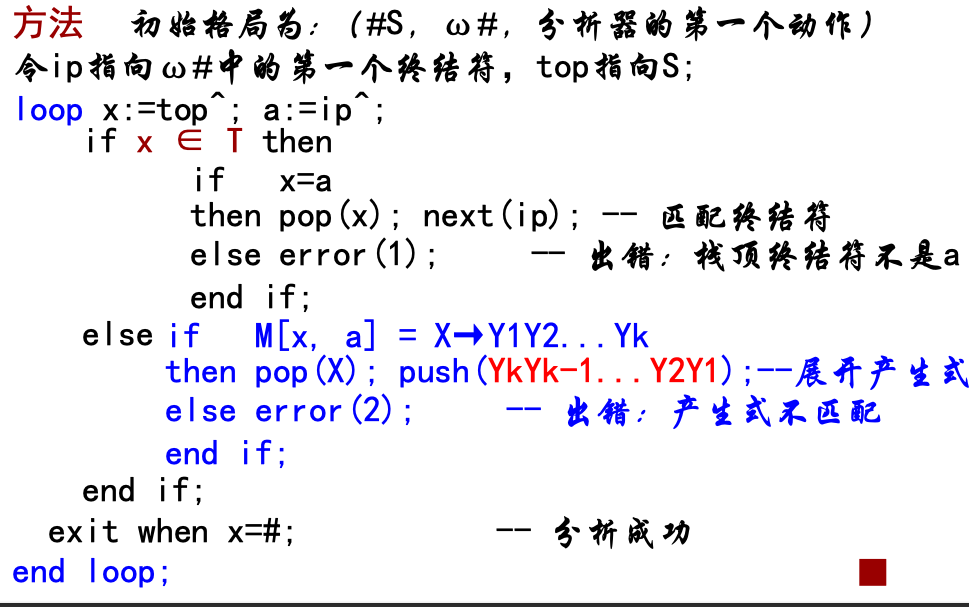 方法 初始格局为：(#S, ω#, 分析器的第一个动作)
令ip指向ω#中的第一个终结符，top指向S;
loop x:=top^; a:=ip^;
if x ∈ T then
if x=a
then pop(x); next(ip); -- 匹配终结符
else error(1); -- 出错：栈顶终结符不是a
end if;
else if M[x, a] = X→Y1Y2...Yk
then pop(X); push(YkYk-1...Y2Y1);--展开产生式
else error(2); -- 出错：产生式不匹配
end if;
end if;
exit when x=#; -- 分析成功
end loop;